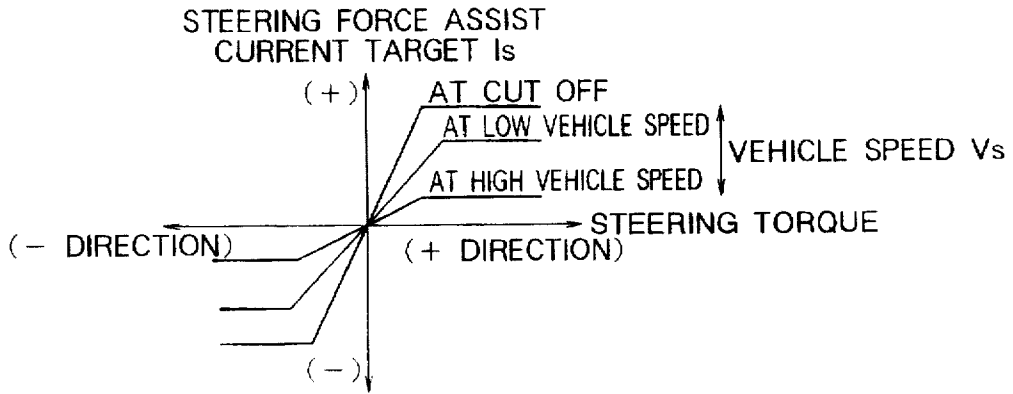 STEERING FORCE ASSIST
CURRENT TARGET Is
(+)
AT CUT OFF
AT LOW VEHICLE SPEED
VEHICLE SPEED Vs
AT HIGH VEHICLE SPEED
STEERING TORQUE
(- DIRECTION)
(+ DIRECTION)
(-)